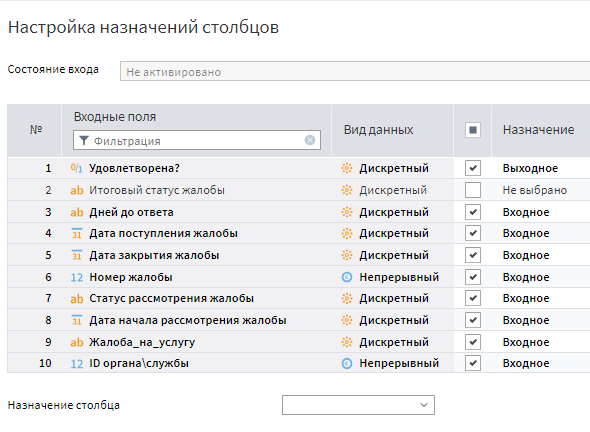 Настройка назначений столбцов
Состояние входа Не активировано
№ Входные поля Вид данных Назначение
Фильтрация
1 0/1 Удовлетворена? Дискретный Выходное
2 ab Итоговый статус жалобы Дискретный Не выбрано
3 ab Дней до ответа Дискретный Входное
4 31 Дата поступления жалобы Дискретный Входное
5 31 Дата закрытия жалобы Дискретный Входное
6 12 Номер жалобы Непрерывный Входное
7 ab Статус рассмотрения жалобы Дискретный Входное
8 31 Дата начала рассмотрения жалобы Дискретный Входное
9 ab Жалоба_на_услугу Дискретный Входное
10 12 ID органа\службы Непрерывный Входное
Назначение столбца